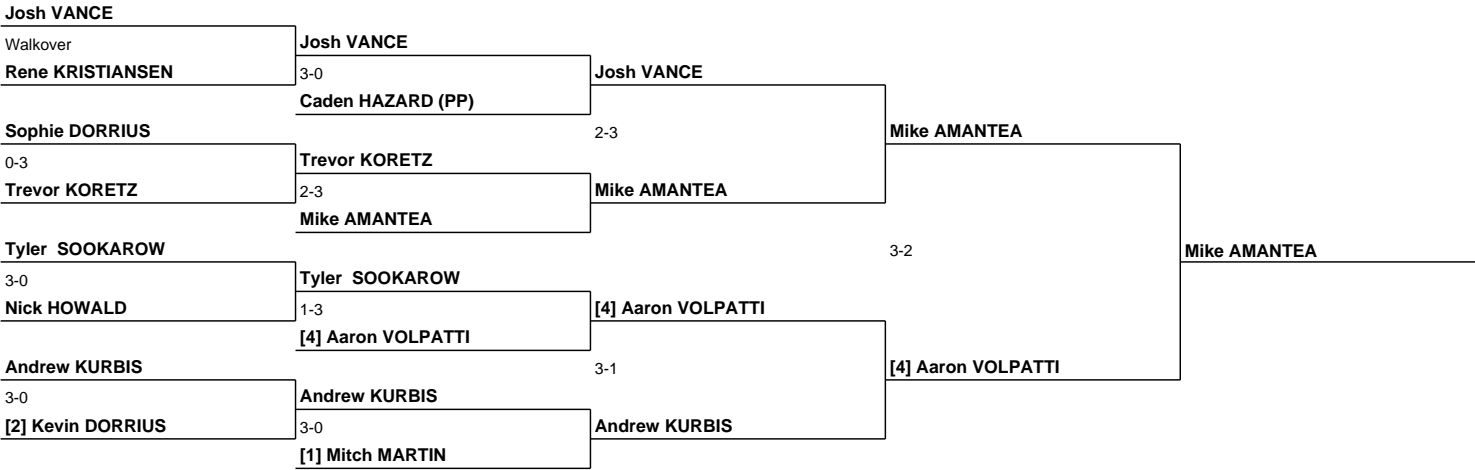 Josh VANCE
Walkover
Josh VANCE
Rene KRISTIANSEN
3-0
Josh VANCE
Caden HAZARD (PP)
Sophie DORRIUS
2-3
Mike AMANTEA
0-3
Trevor KORETZ
Trevor KORETZ
2-3
Mike AMANTEA
Mike AMANTEA
Tyler  SOOKAROW
3-2
Mike AMANTEA
3-0
Tyler  SOOKAROW
Nick HOWALD
1-3
[4] Aaron VOLPATTI
[4] Aaron VOLPATTI
Andrew KURBIS
3-1
[4] Aaron VOLPATTI
3-0
Andrew KURBIS
[2] Kevin DORRIUS
3-0
Andrew KURBIS
[1] Mitch MARTIN